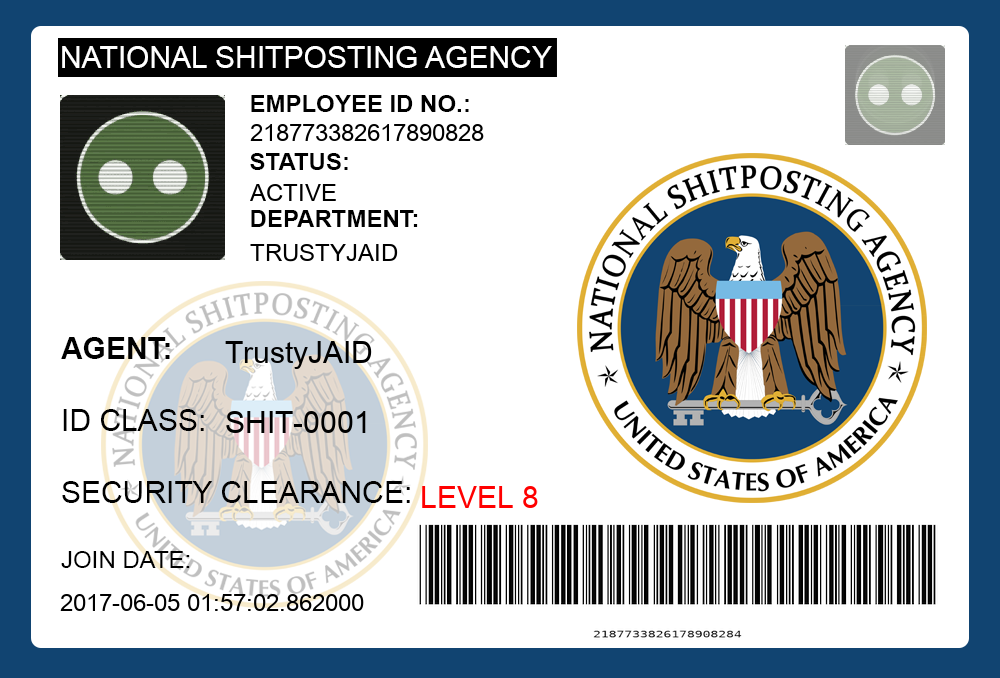 NATIONAL SHITPOSTING AGENCY
EMPLOYEE ID NO.:
218773382617890828
STATUS:
ACTIVE
DEPARTMENT:
TRUSTYJAID
NATIONAL SHITPOSTING AGENCY
UNITED STATES OF AMERICA
NATIONAL SHITPOSTING AGENCY
UNITED STATES OF AMERICA
AGENT: TrustyJAID
ID CLASS: SHIT-0001
SECURITY CLEARANCE: LEVEL 8
JOIN DATE:
2017-06-05 01:57:02.862000
2187733826178908284